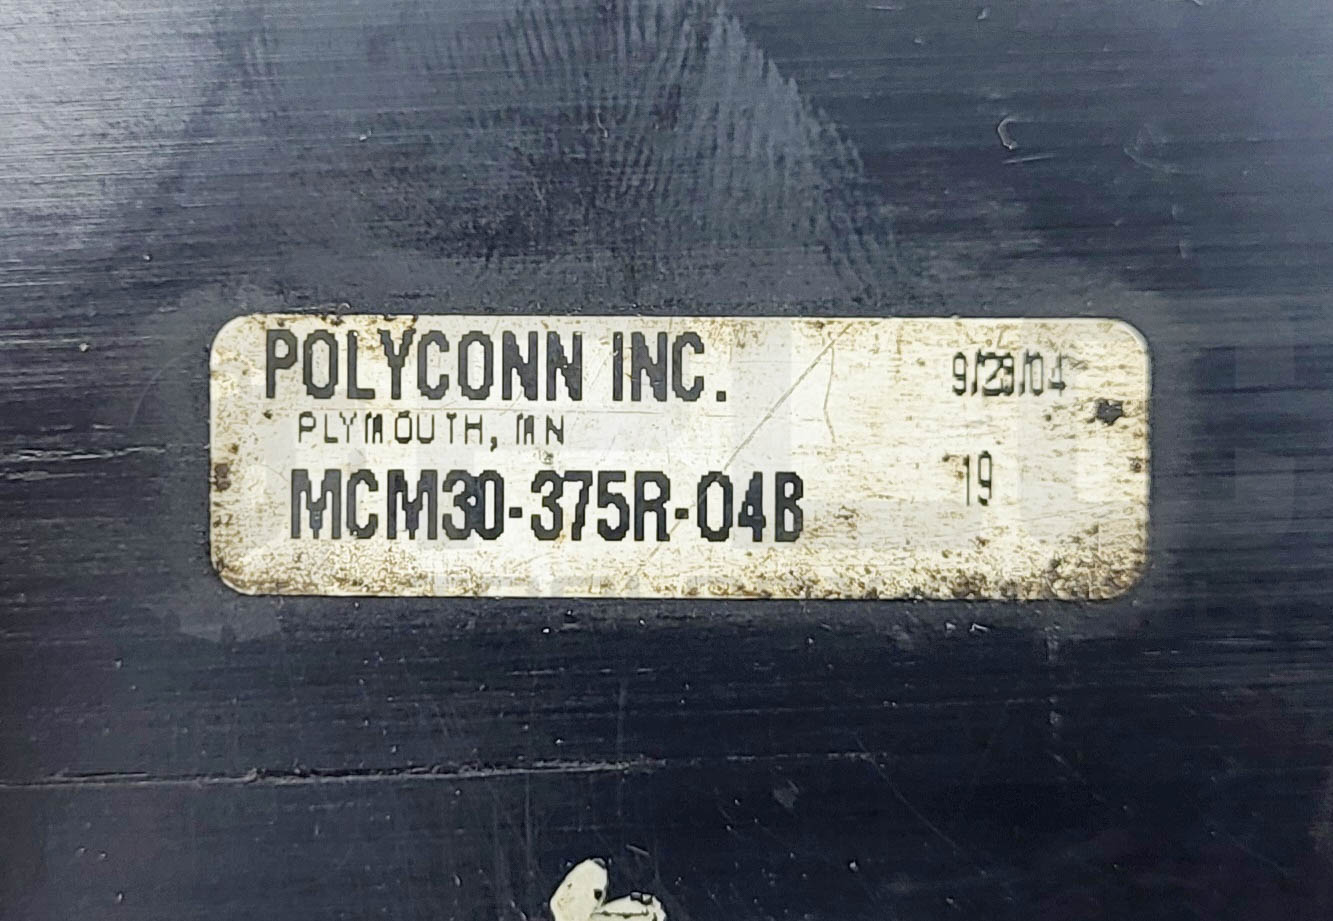 POLYCONN INC.
9/23/04
PLYMOUTH, MN
MCM30-375R-04B
19